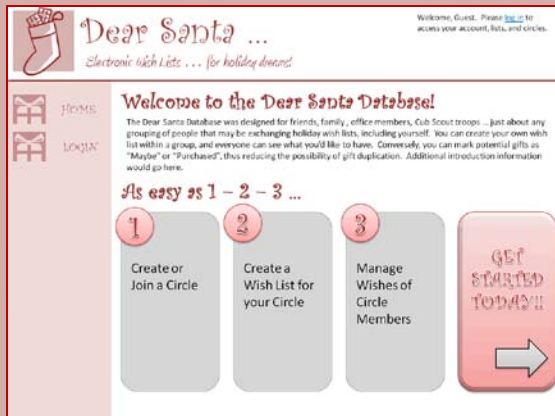 Dear Santa ...
Electronic Wish Lists . . . for holiday dreams!
Welcome, Guest. Please log in to
access your account, lists, and circles.
HOME
LOGIN
Welcome to the Dear Santa Database!
The Dear Santa Database was designed for friends, family , office members, Cub Scout troops ... just about any
grouping of people that may be exchanging holiday wish lists, including yourself. You can create your own wish
list within a group, and everyone can see what you'd like to have. Conversely, you can mark potential gifts as
"Maybe" or "Purchased", thus reducing the possibility of gift duplication. Additional introduction information
would go here.
As easy as 1 – 2 – 3 ...
1
Create or
Join a Circle
2
Create a
Wish List for
your Circle
3
Manage
Wishes of
Circle
Members
GET
STARTED
TODAY!!